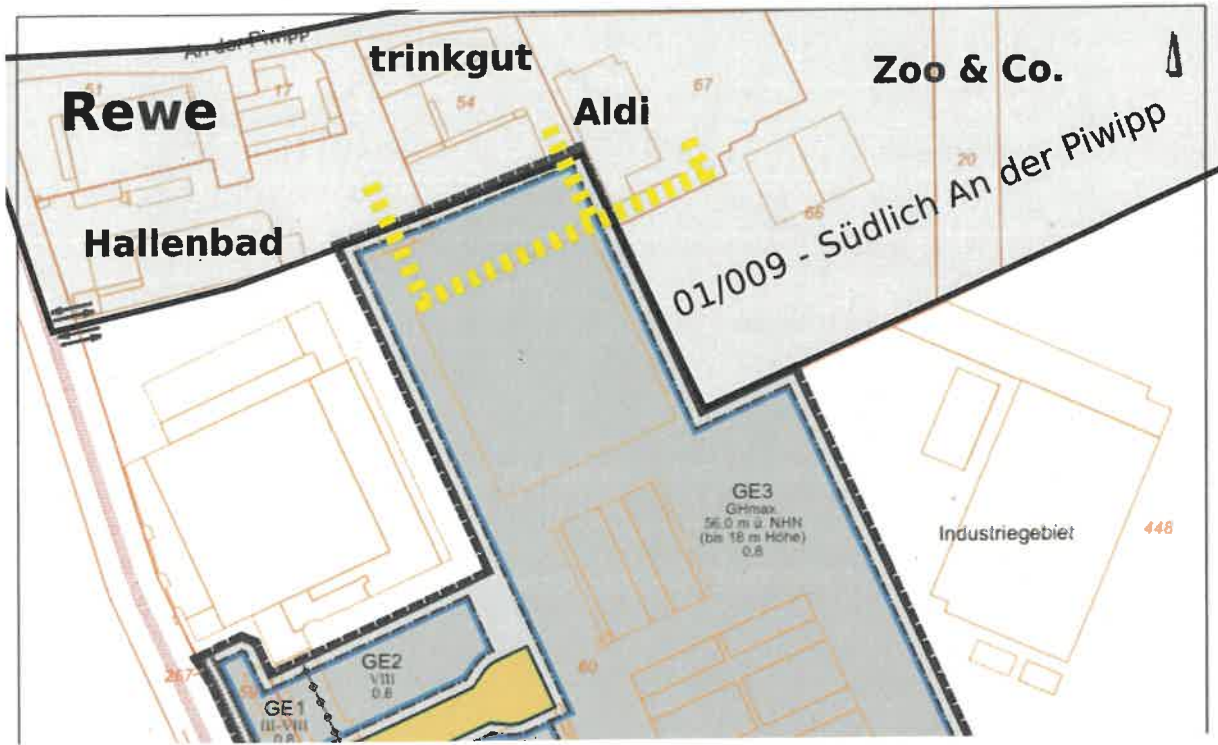 An der Piwipp
trinkgut
Zoo & Co.
61
Rewe
17
54
Aldi
67
20
66
01/009 - Südlich An der Piwipp
Hallenbad
GE3
GHmax
56.0 m ü. NHN
(bis 18 m Höhe)
0,8
Industriegebiet
448
GE2
VIII
0,8
267
60
59
GE1
III-VIII
0,8